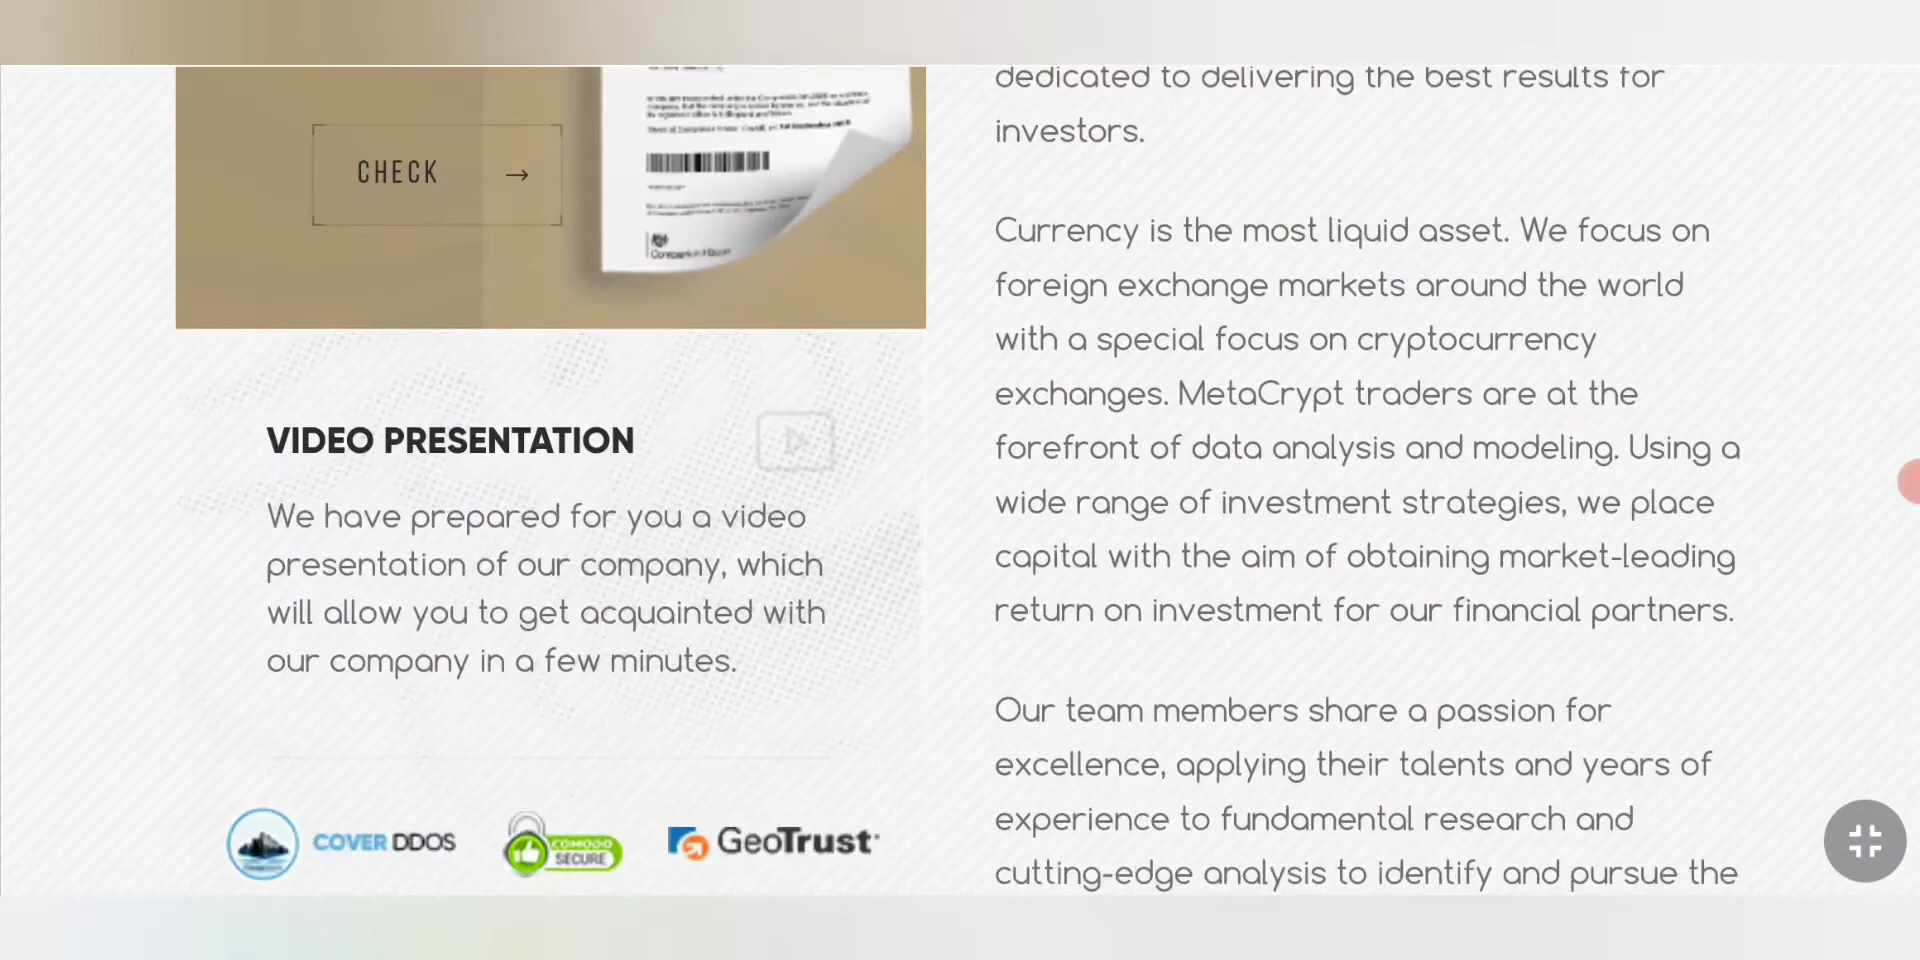 CHECK →
VIDEO PRESENTATION
We have prepared for you a video
presentation of our company, which
will allow you to get acquainted with
our company in a few minutes.
COVER DDOS
COMODO
SECURE
GeoTrust
dedicated to delivering the best results for
investors.
Currency is the most liquid asset. We focus on
foreign exchange markets around the world
with a special focus on cryptocurrency
exchanges. MetaCrypt traders are at the
forefront of data analysis and modeling. Using a
wide range of investment strategies, we place
capital with the aim of obtaining market-leading
return on investment for our financial partners.
Our team members share a passion for
excellence, applying their talents and years of
experience to fundamental research and
cutting-edge analysis to identify and pursue the